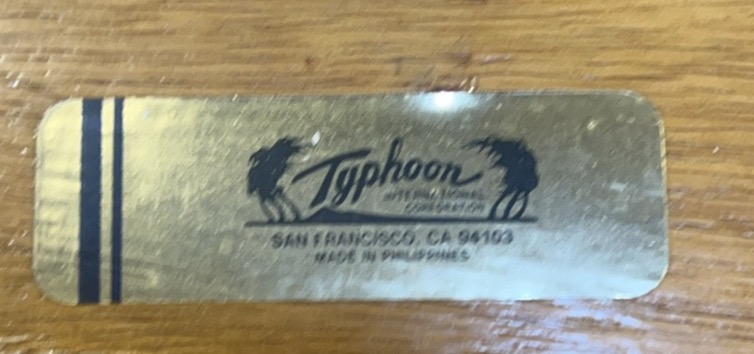 Typhoon
INTERNATIONAL
CORPORATION
SAN FRANCISCO, CA 94103
MADE IN PHILIPPINES